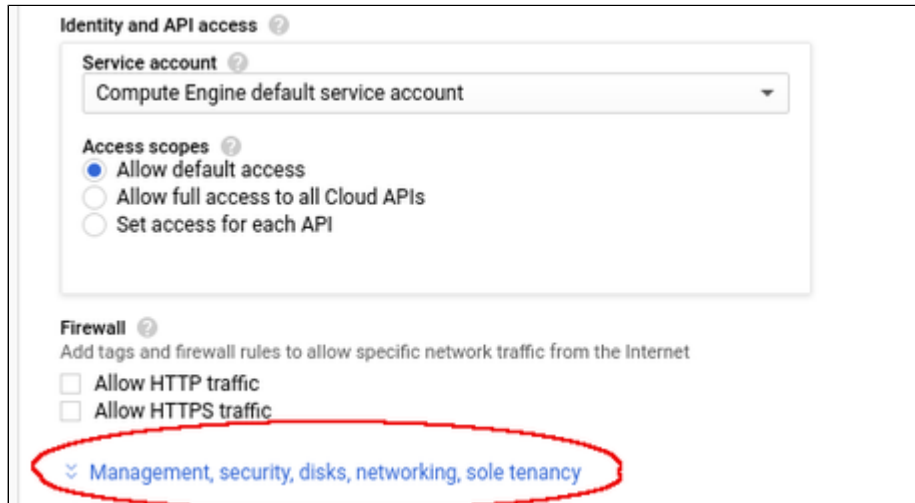 Identity and API access
Service account
Compute Engine default service account
Access scopes
Allow default access
Allow full access to all Cloud APIs
Set access for each API
Firewall
Add tags and firewall rules to allow specific network traffic from the Internet
Allow HTTP traffic
Allow HTTPS traffic
Management, security, disks, networking, sole tenancy